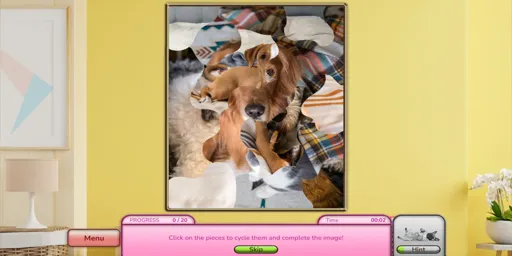 PROGRESS 0 / 20
Time 00:02
Click on the pieces to cycle them and complete the image!
Menu
Skip
Hint